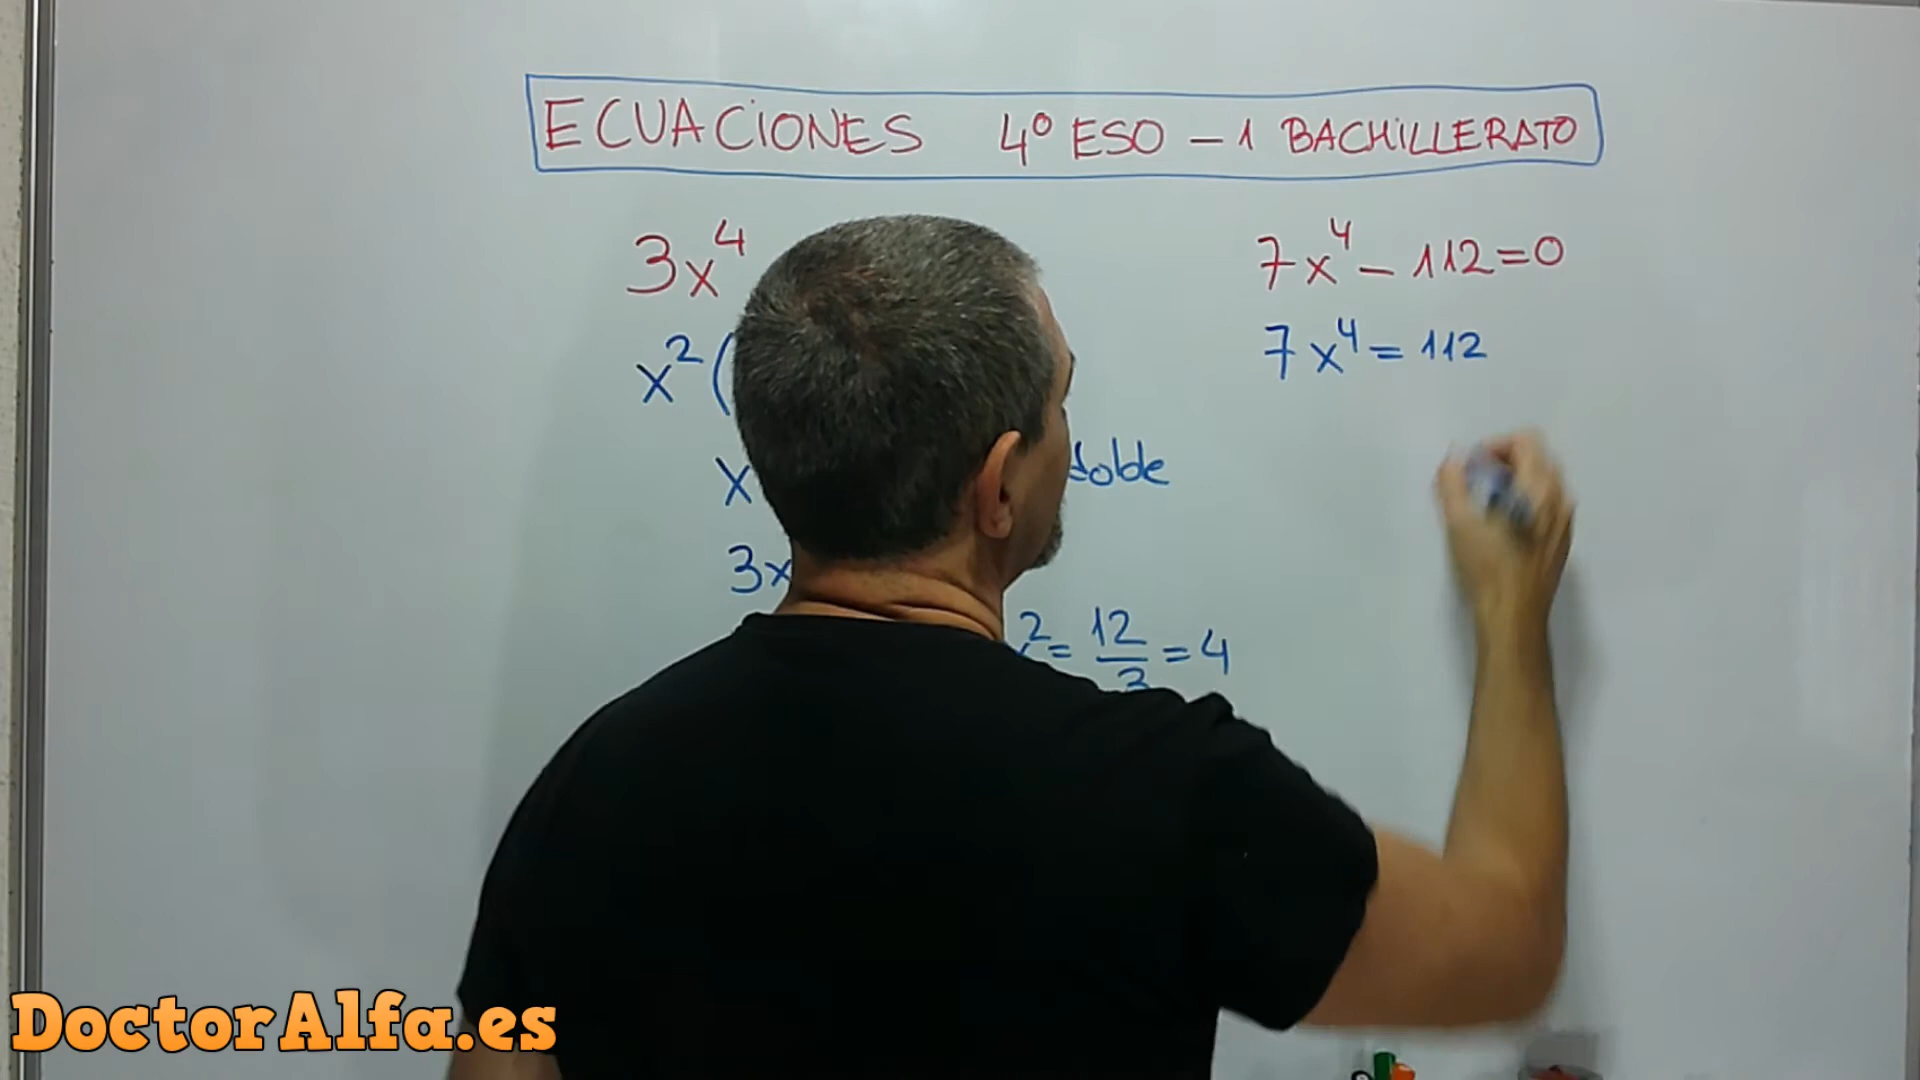 ECUACIONES 4º ESO - 1 BACHILLERATO
3x⁴
x² (
x doble
3x
² = 12/3 = 4
7x⁴ - 112 = 0
7x⁴ = 112
DoctorAlfa.es